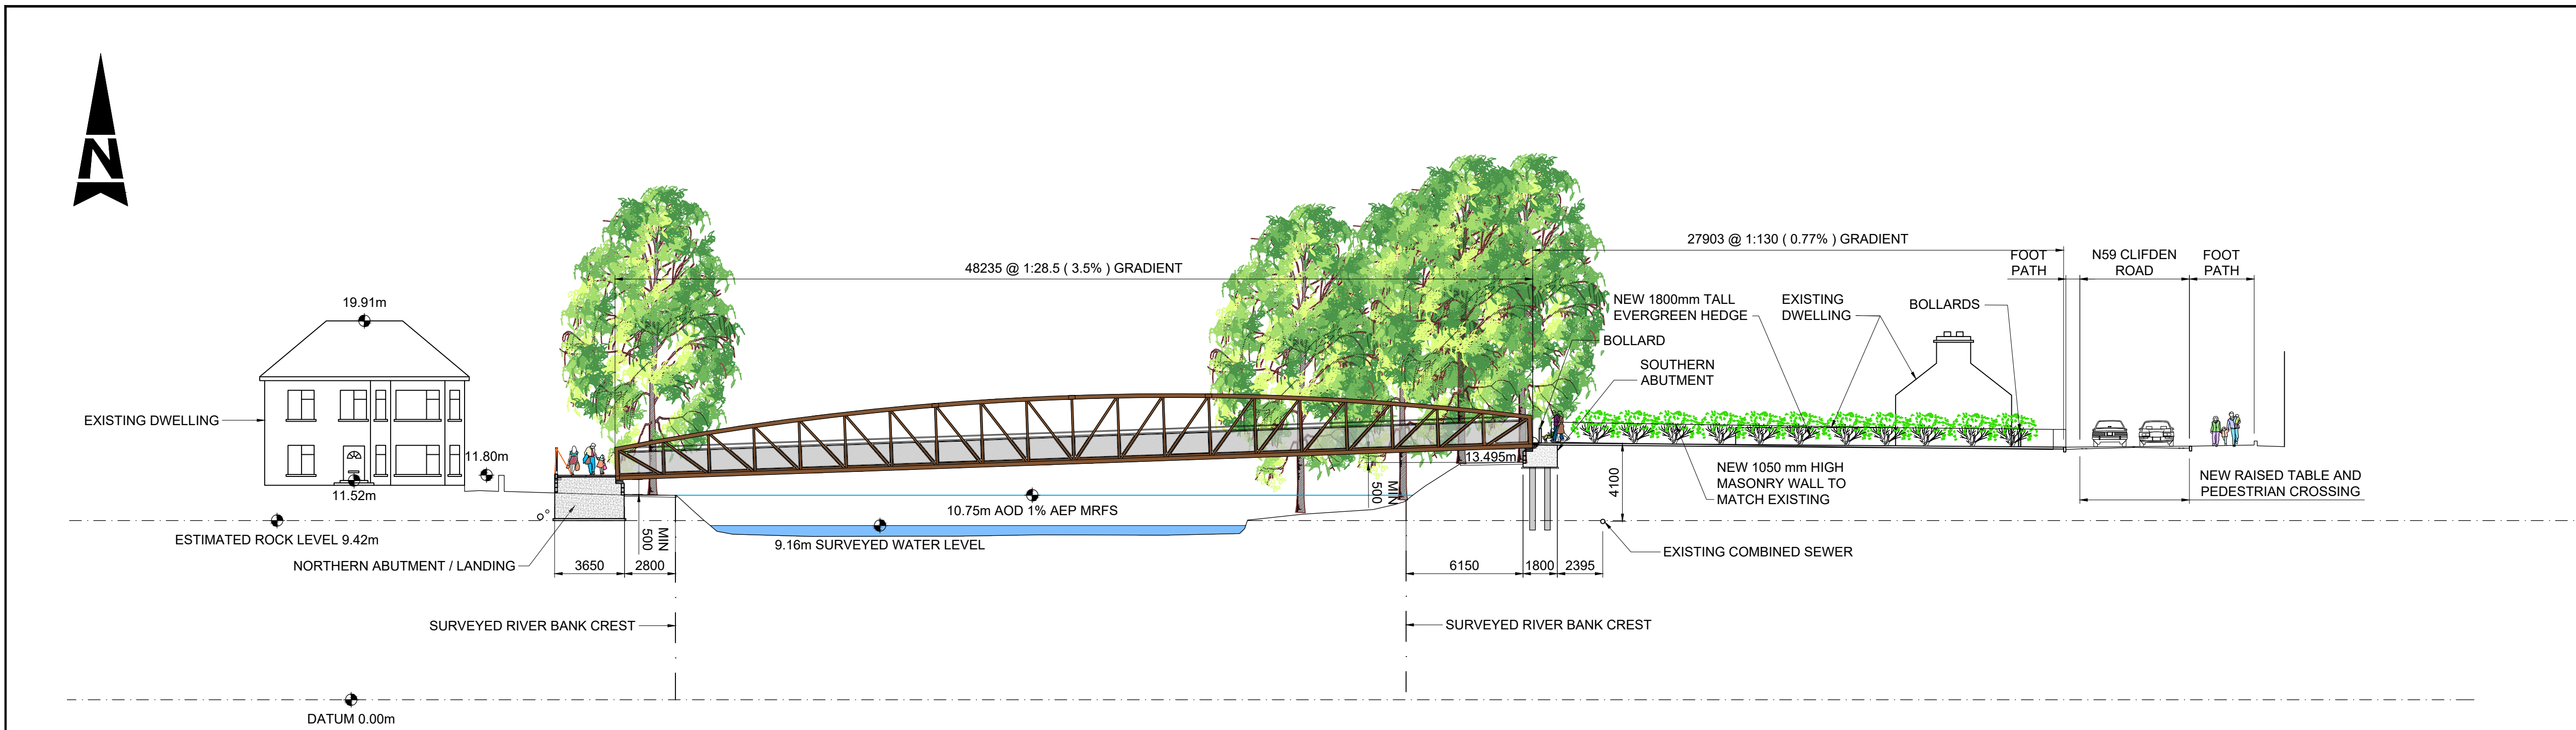 N
27903 @ 1:130 ( 0.77% ) GRADIENT
48235 @ 1:28.5 ( 3.5% ) GRADIENT
FOOT
PATH
N59 CLIFDEN
ROAD
FOOT
PATH
19.91m
NEW 1800mm TALL
EVERGREEN HEDGE
EXISTING
DWELLING
BOLLARDS
BOLLARD
SOUTHERN
ABUTMENT
EXISTING DWELLING
11.80m
11.52m
13.495m
500
MIN
4100
NEW 1050 mm HIGH
MASONRY WALL TO
MATCH EXISTING
NEW RAISED TABLE AND
PEDESTRIAN CROSSING
10.75m AOD 1% AEP MRFS
500
MIN
ESTIMATED ROCK LEVEL 9.42m
9.16m SURVEYED WATER LEVEL
EXISTING COMBINED SEWER
NORTHERN ABUTMENT / LANDING
3650
2800
6150
1800
2395
SURVEYED RIVER BANK CREST
SURVEYED RIVER BANK CREST
DATUM 0.00m